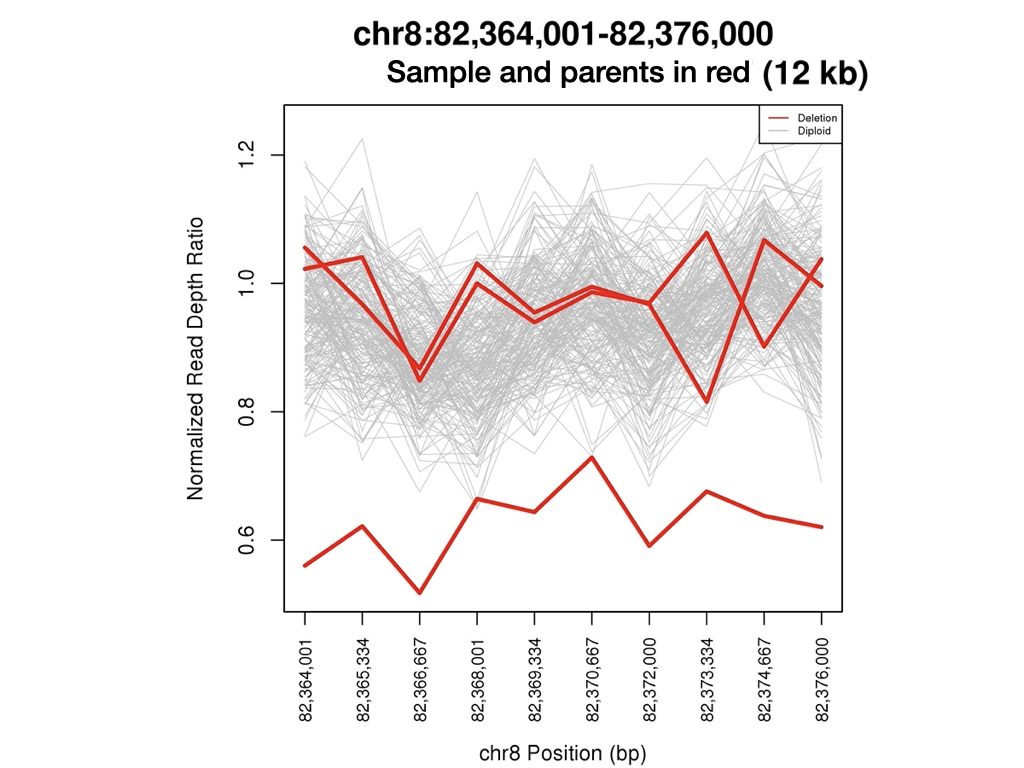 chr8:82,364,001-82,376,000
Sample and parents in red (12 kb)
Deletion
Diploid
Normalized Read Depth Ratio
1.2
1.0
0.8
0.6
82,364,001
82,365,334
82,366,667
82,368,001
82,369,334
82,370,667
82,372,000
82,373,334
82,374,667
82,376,000
chr8 Position (bp)